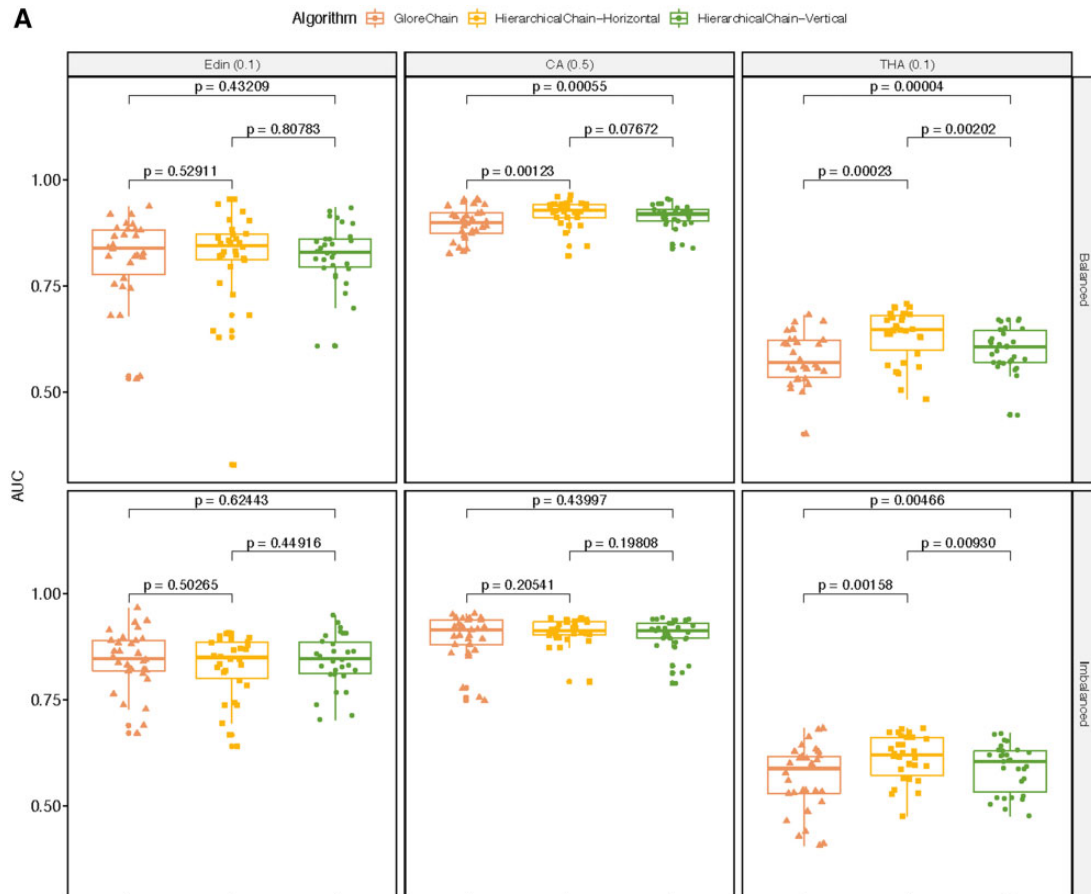 A
Algorithm GloreChain HierarchicalChain-Horizontal HierarchicalChain-Vertical
Edin (0.1) CA (0.5) THA (0.1)
p = 0.43209 p = 0.00055 p = 0.00004
p = 0.80783 p = 0.07672 p = 0.00202
p = 0.52911 p = 0.00123 p = 0.00023
1.00
0.75
0.50
Balanced
AUC
p = 0.62443 p = 0.43997 p = 0.00466
p = 0.44916 p = 0.19808 p = 0.00930
p = 0.50265 p = 0.20541 p = 0.00158
1.00
0.75
0.50
Imbalanced